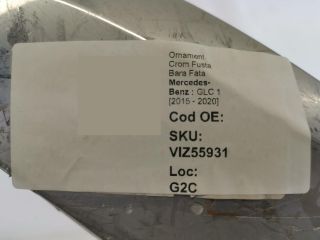 Ornament
Crom Fusta
Bara Fata
Mercedes-
Benz : GLC 1
[2015 - 2020]
Cod OE:
SKU:
VIZ55931
Loc:
G2C